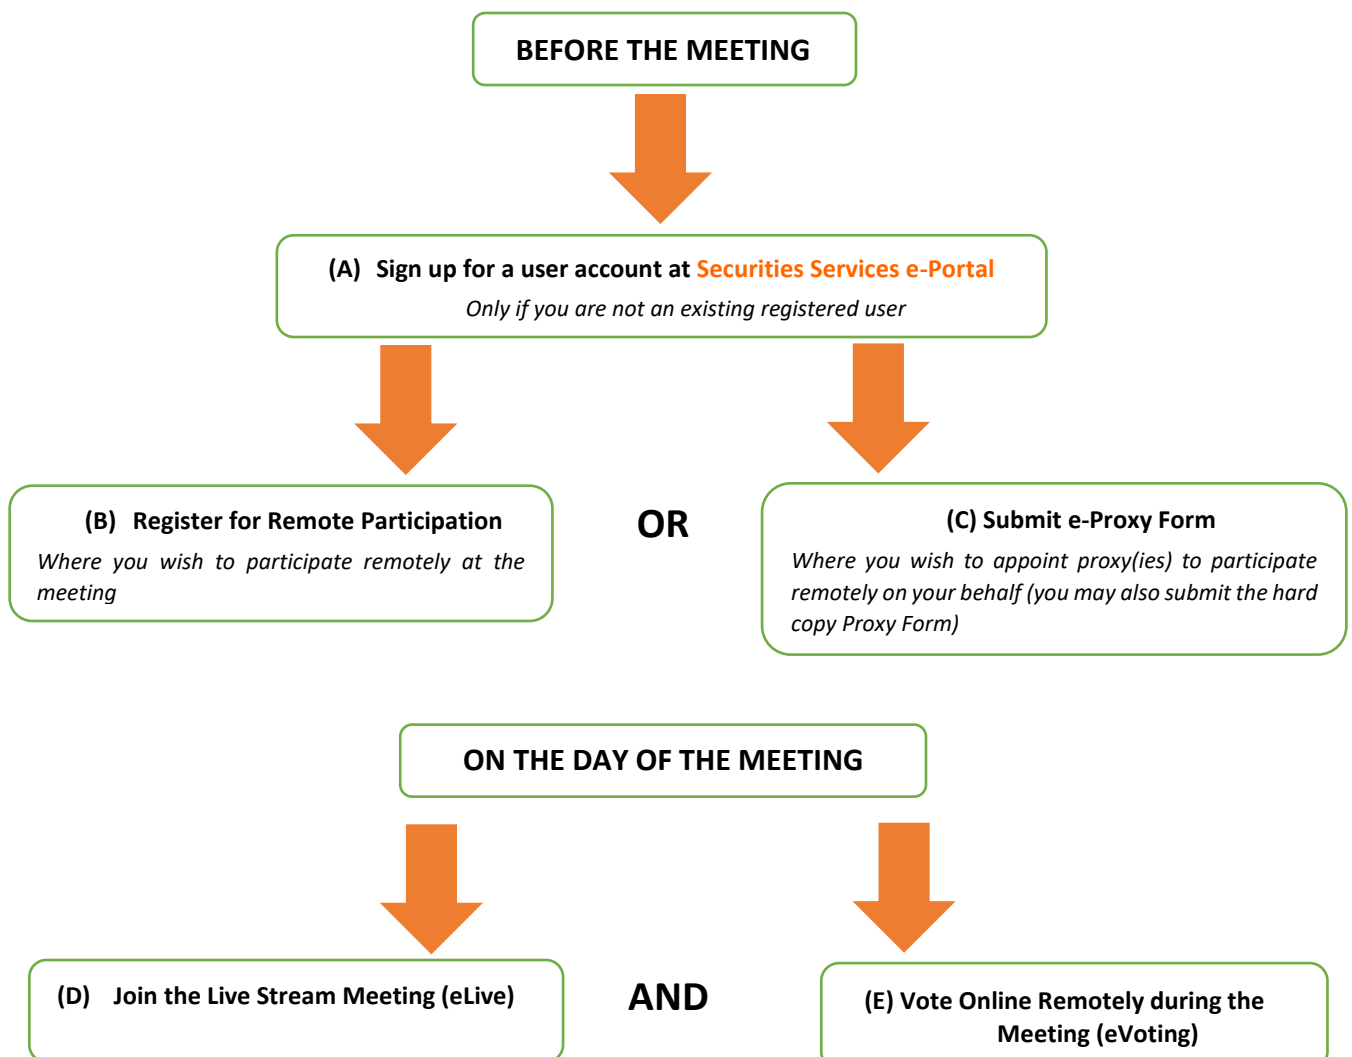 BEFORE THE MEETING
(A) Sign up for a user account at Securities Services e-Portal
Only if you are not an existing registered user
(B) Register for Remote Participation
Where you wish to participate remotely at the
meeting
OR
(C) Submit e-Proxy Form
Where you wish to appoint proxy(ies) to participate
remotely on your behalf (you may also submit the hard
copy Proxy Form)
ON THE DAY OF THE MEETING
(D) Join the Live Stream Meeting (eLive)
AND
(E) Vote Online Remotely during the
Meeting (eVoting)